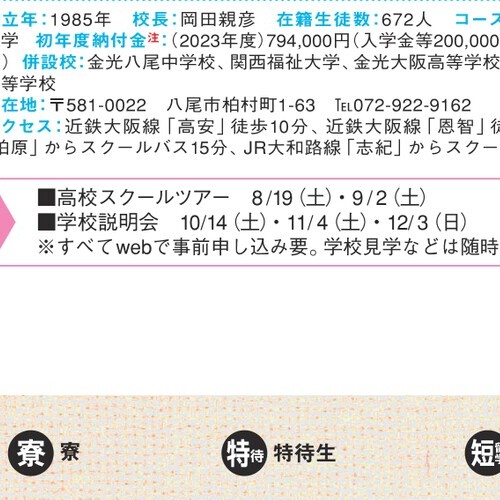 立年：1985年　校長：岡田親彦　在籍生徒数：672人　コース
学　初年度納付金注：（2023年度）794,000円（入学金等200,000
）併設校：金光八尾中学校、関西福祉大学、金光大阪高等学校
等学校
在地：〒581-0022　八尾市柏村町1-63　℡072-922-9162
クセス：近鉄大阪線「高安」徒歩10分、近鉄大阪線「恩智」徒
柏原」からスクールバス15分、JR大和路線「志紀」からスクー
■高校スクールツアー　8/19（土）・9/2（土）
■学校説明会　10/14（土）・11/4（土）・12/3（日）
※すべてwebで事前申し込み要。学校見学などは随時
寮 寮　特待 特待生　短留学